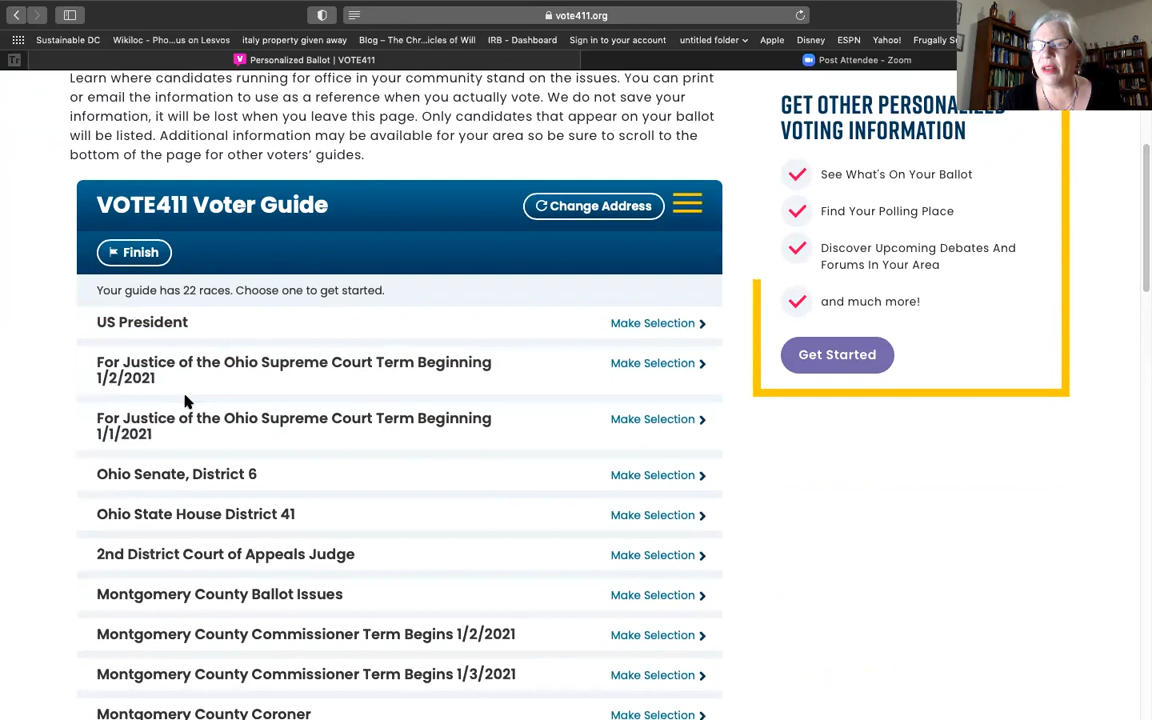 vote411.org
Sustainable DC
Wikiloc - Pho...us on Lesvos
italy property given away
Blog – The Chr...icles of Will
IRB - Dashboard
Sign in to your account
untitled folder
Apple
Disney
ESPN
Yahoo!
Frugally
Personalized Ballot | VOTE411
Post Attendee - Zoom
Learn where candidates running for office in your community stand on the issues. You can print
or email the information to use as a reference when you actually vote. We do not save your
information, it will be lost when you leave this page. Only candidates that appear on your ballot
will be listed. Additional information may be available for your area so be sure to scroll to the
bottom of the page for other voters’ guides.
VOTE411 Voter Guide
Change Address
Finish
Your guide has 22 races. Choose one to get started.
US President
Make Selection
For Justice of the Ohio Supreme Court Term Beginning
1/2/2021
Make Selection
For Justice of the Ohio Supreme Court Term Beginning
1/1/2021
Make Selection
Ohio Senate, District 6
Make Selection
Ohio State House District 41
Make Selection
2nd District Court of Appeals Judge
Make Selection
Montgomery County Ballot Issues
Make Selection
Montgomery County Commissioner Term Begins 1/2/2021
Make Selection
Montgomery County Commissioner Term Begins 1/3/2021
Make Selection
Montgomery County Coroner
Make Selection
GET OTHER PERSONALIZED
VOTING INFORMATION
See What's On Your Ballot
Find Your Polling Place
Discover Upcoming Debates And
Forums In Your Area
and much more!
Get Started